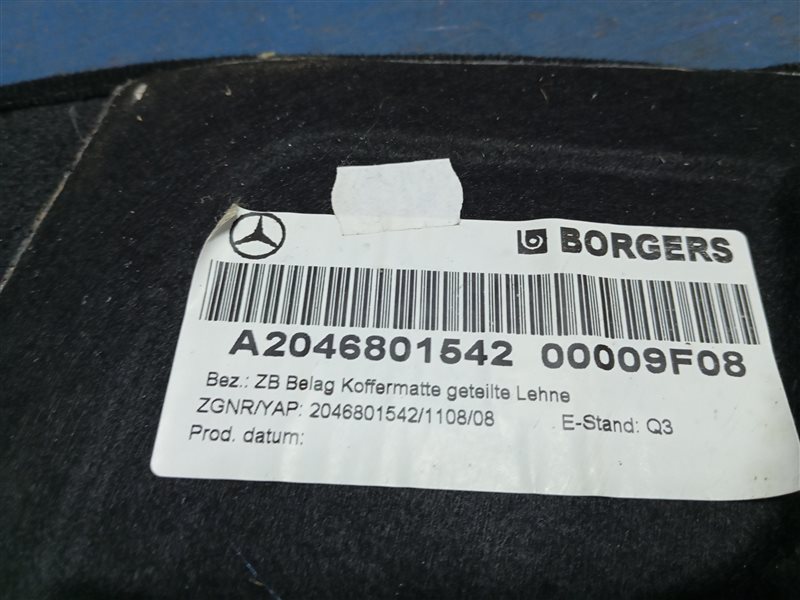 BORGERS
A2046801542 00009F08
Bez.: ZB Belag Koffermatte geteilte Lehne
ZGNR/YAP: 2046801542/1108/08 E-Stand: Q3
Prod. datum: